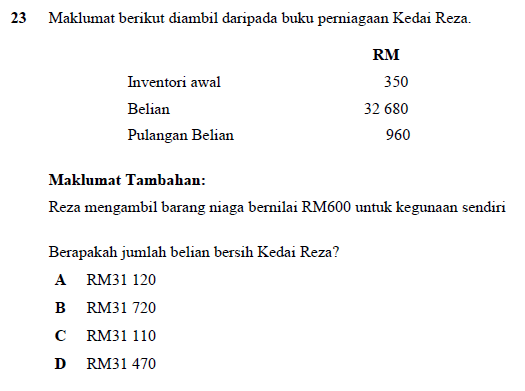 23 Maklumat berikut diambil daripada buku perniagaan Kedai Reza.
RM
Inventori awal 350
Belian 32 680
Pulangan Belian 960
Maklumat Tambahan:
Reza mengambil barang niaga bernilai RM600 untuk kegunaan sendiri
Berapakah jumlah belian bersih Kedai Reza?
A RM31 120
B RM31 720
C RM31 110
D RM31 470